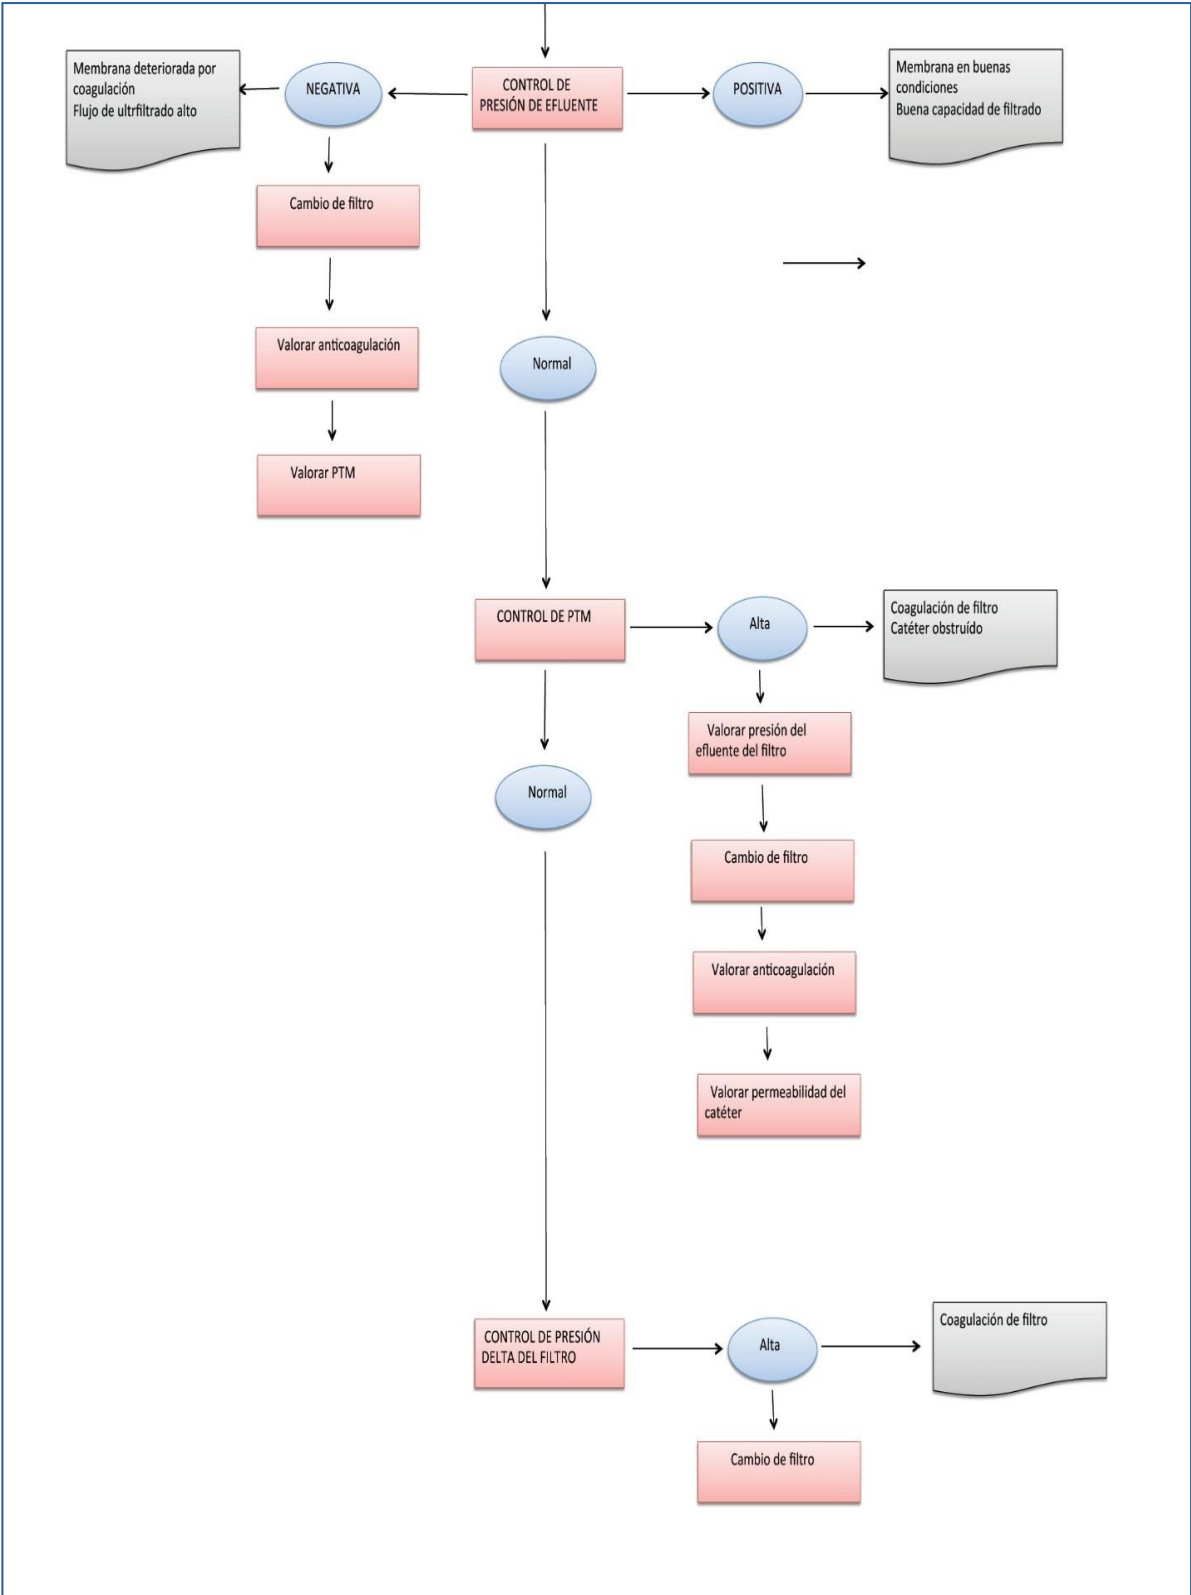 Membrana deteriorada por
coagulación
Flujo de ultrfiltrado alto
NEGATIVA
CONTROL DE
PRESIÓN DE EFLUENTE
POSITIVA
Membrana en buenas
condiciones
Buena capacidad de filtrado
Cambio de filtro
Valorar anticoagulación
Normal
Valorar PTM
CONTROL DE PTM
Alta
Coagulación de filtro
Catéter obstruído
Valorar presión del
efluente del filtro
Normal
Cambio de filtro
Valorar anticoagulación
Valorar permeabilidad del
catéter
CONTROL DE PRESIÓN
DELTA DEL FILTRO
Alta
Coagulación de filtro
Cambio de filtro